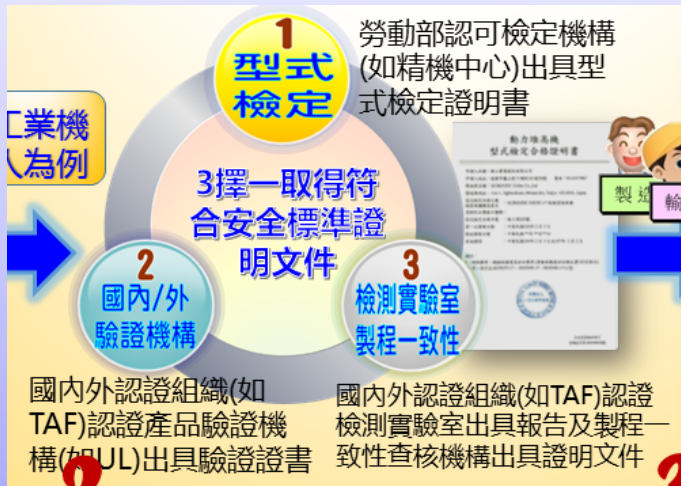 1
型式
檢定
勞動部認可檢定機構
(如精機中心)出具型
式檢定證明書
工業機
人為例
3擇一取得符
合安全標準證
明文件
動力堆高機
型式檢定合格證明書
製造
輸
2
國內/外
驗證機構
3
檢測實驗室
製程一致性
國內外認證組織(如
TAF)認證產品驗證機
構(如UL)出具驗證證書
國內外認證組織(如TAF)認證
檢測實驗室出具報告及製程一
致性查核機構出具證明文件